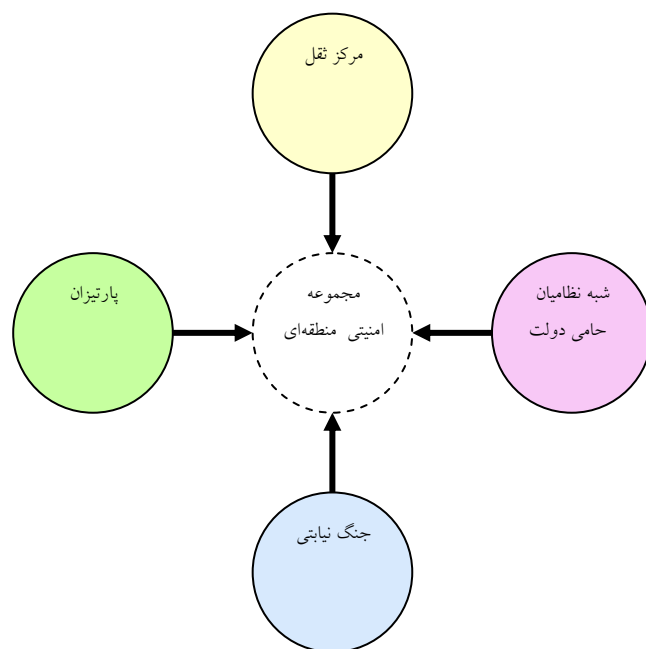 مرکز ثقل
شبه نظامیان
حامی دولت
مجموعه
امنیتی منطقه‌ای
پارتیزان
جنگ نیابتی